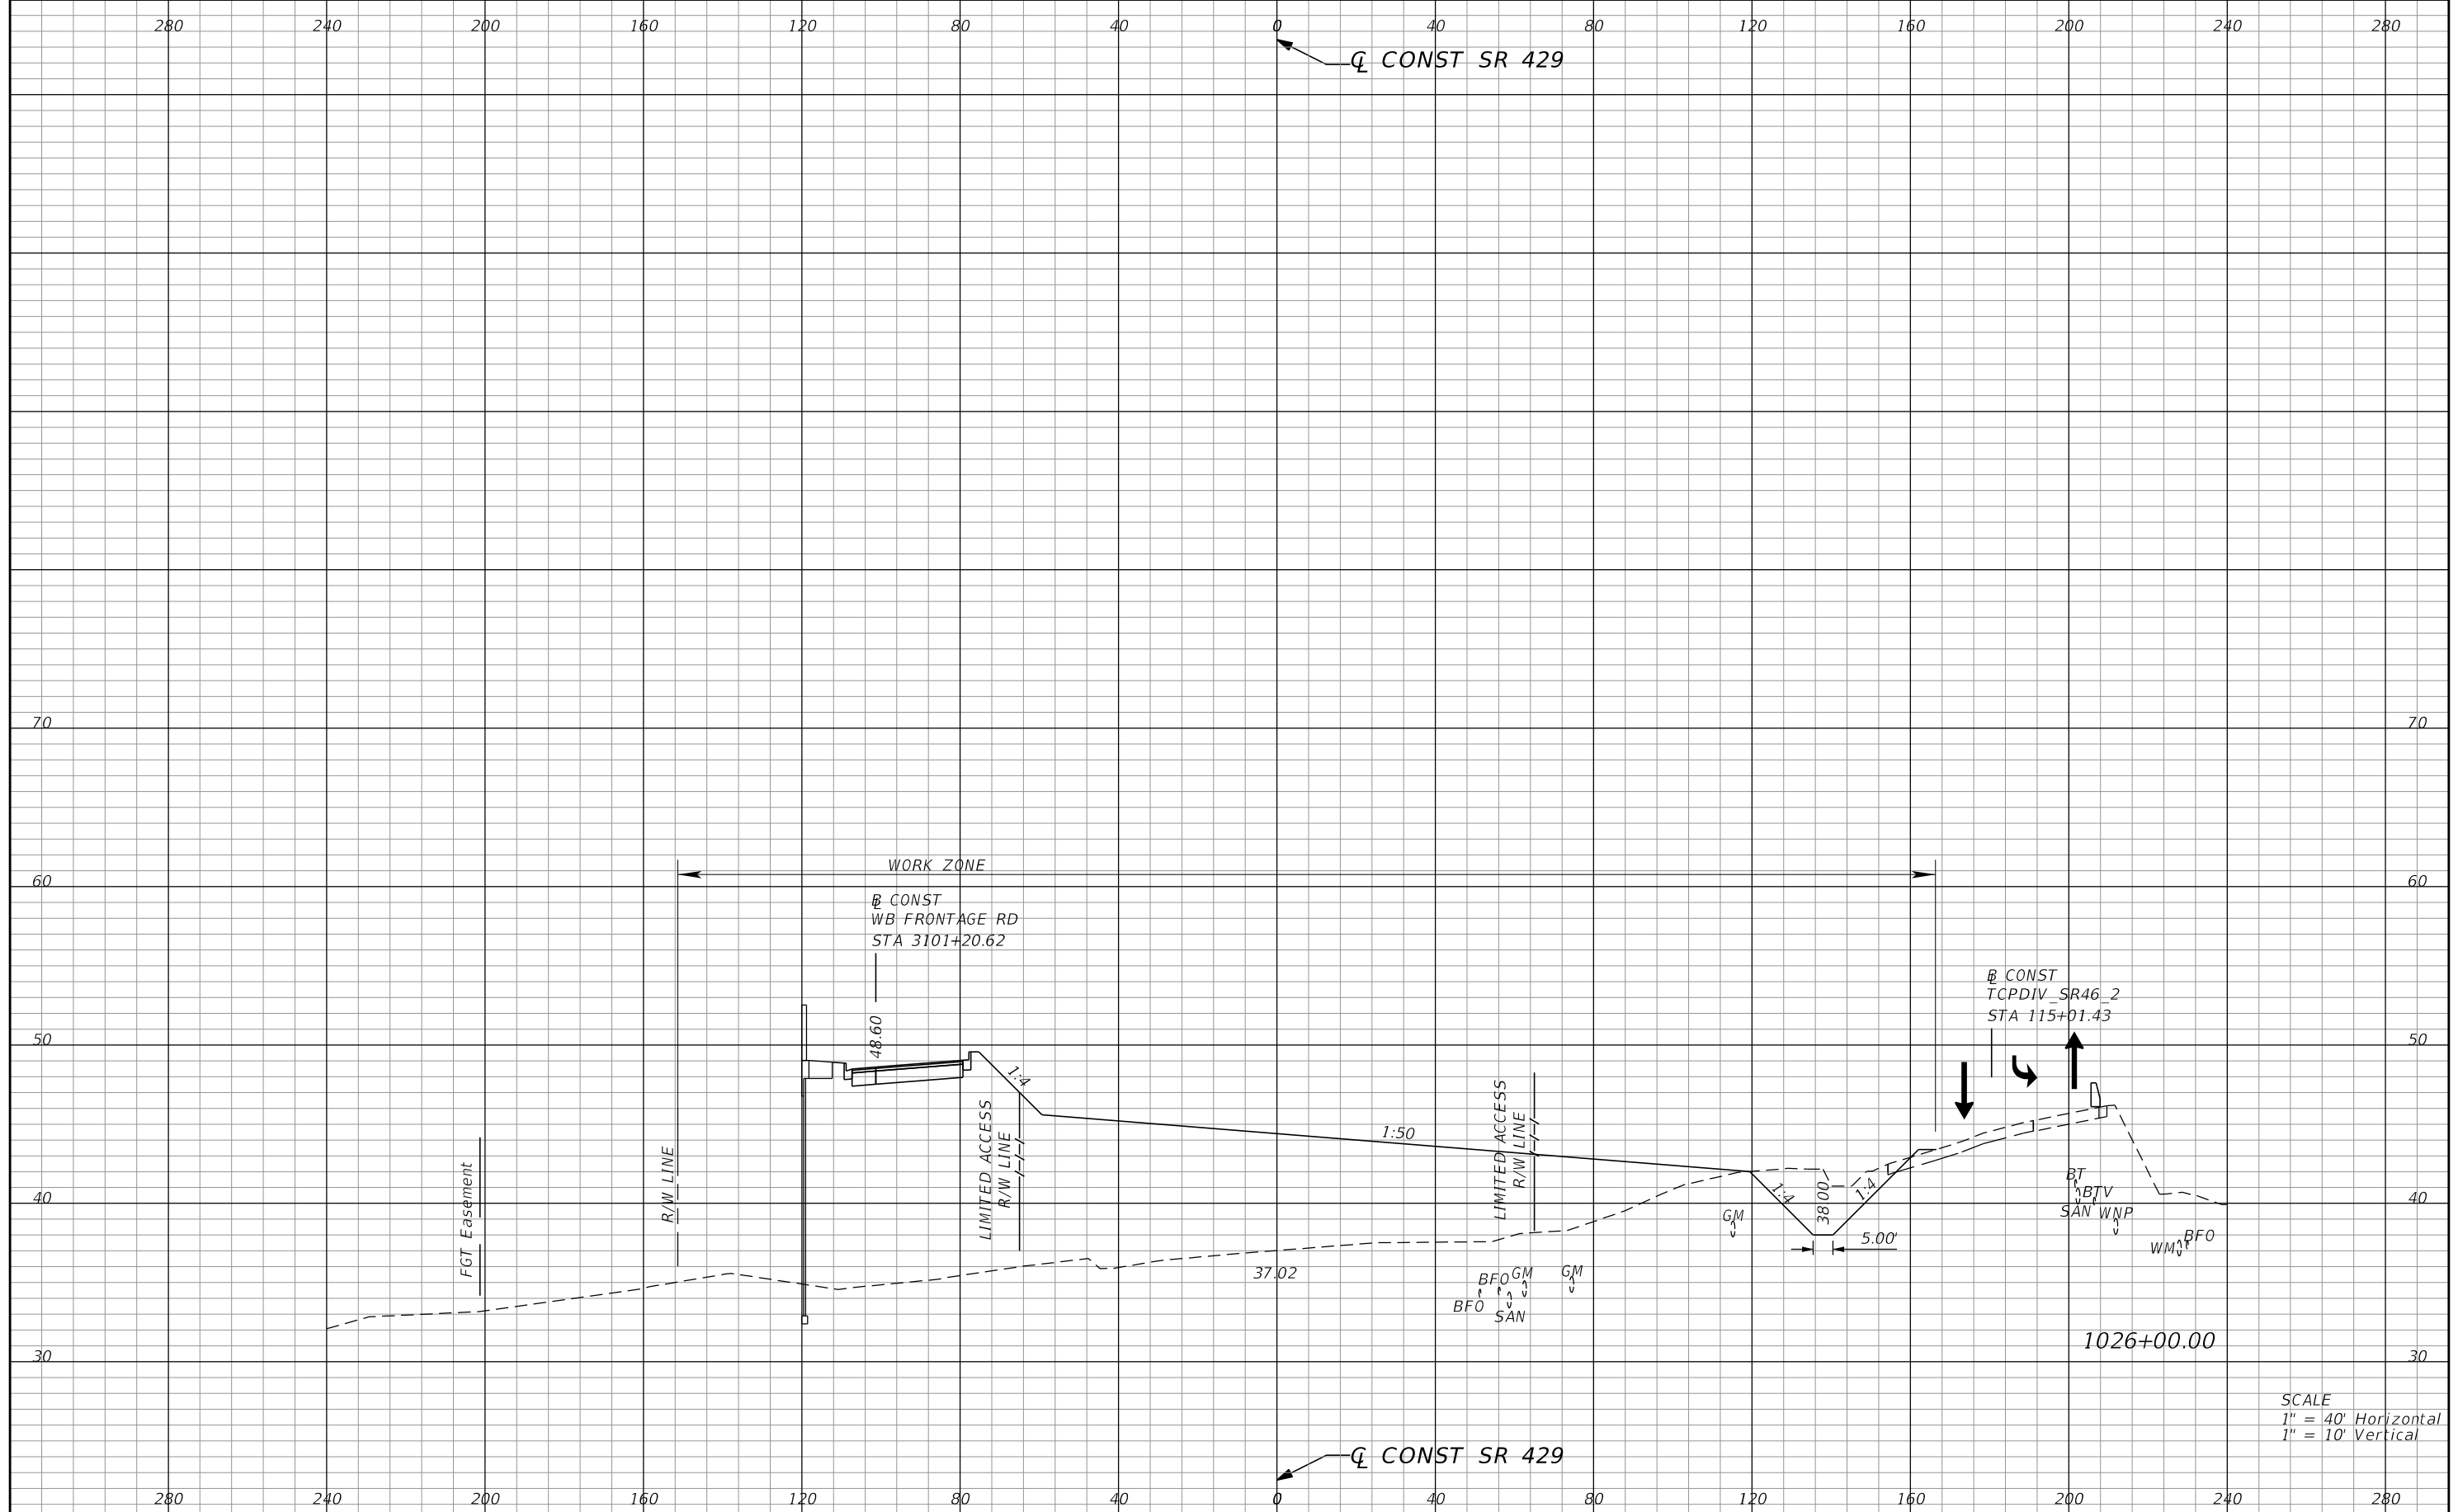 280 240 200 160 120 80 40 0 40 80 120 160 200 240 280
℄ CONST SR 429
70 70
WORK ZONE
60 60
℄ CONST
WB FRONTAGE RD
STA 3101+20.62
℄ CONST
TCPDIV_SR46_2
STA 115+01.43
50 50
48.60
1:4
LIMITED ACCESS
R/W LINE
1:50
LIMITED ACCESS
R/W LINE
R/W LINE
FGT Easement
1:4
38.00
1:4
BT
BTV
40 40
SAN WNP
GM
5.00'
BFO
WM
37.02
BFO GM GM
BFO
SAN
1026+00.00
30 30
SCALE
1" = 40' Horizontal
1" = 10' Vertical
℄ CONST SR 429
280 240 200 160 120 80 40 0 40 80 120 160 200 240 280